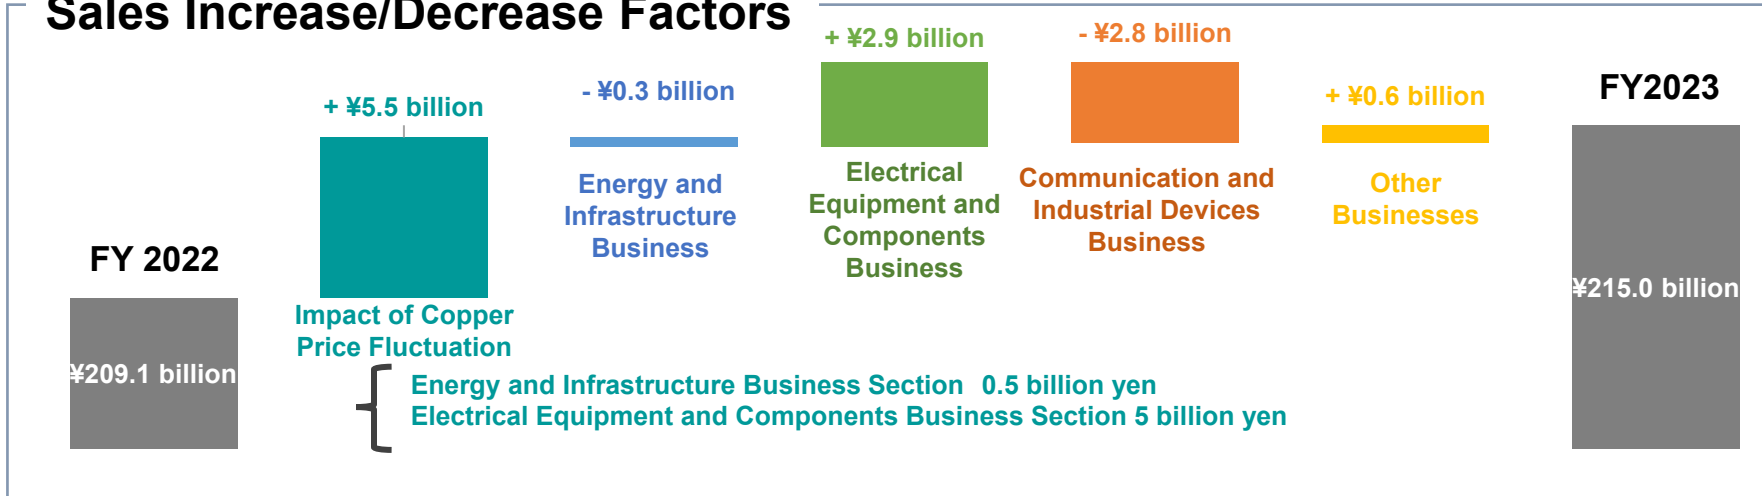 Sales Increase/Decrease Factors
FY 2022
¥209.1 billion
+ ¥5.5 billion
Impact of Copper
Price Fluctuation
- ¥0.3 billion
Energy and
Infrastructure
Business
+ ¥2.9 billion
Electrical
Equipment and
Components
Business
- ¥2.8 billion
Communication and
Industrial Devices
Business
+ ¥0.6 billion
Other
Businesses
FY2023
¥215.0 billion
Energy and Infrastructure Business Section 0.5 billion yen
Electrical Equipment and Components Business Section 5 billion yen